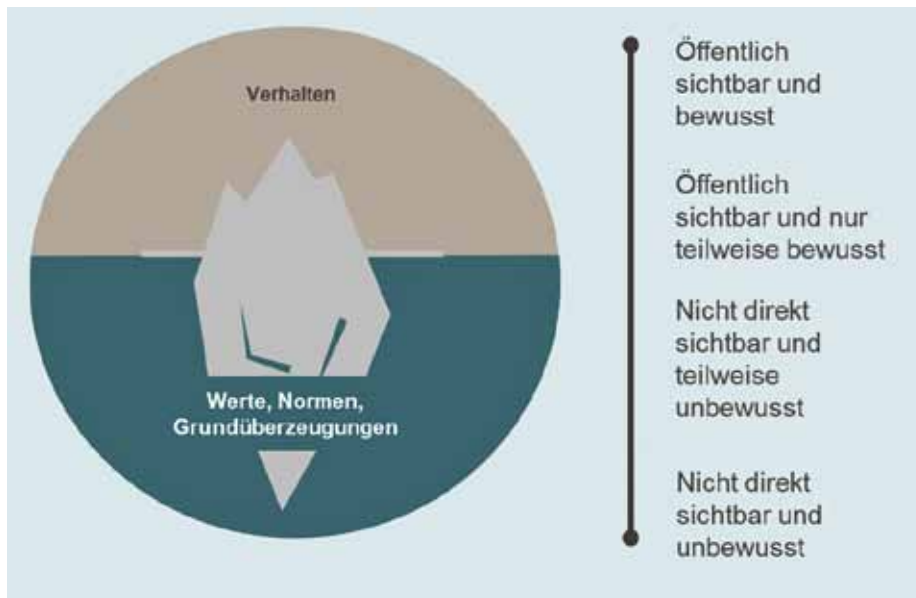 Verhalten
Werte, Normen,
Grundüberzeugungen
Öffentlich
sichtbar und
bewusst
Öffentlich
sichtbar und nur
teilweise bewusst
Nicht direkt
sichtbar und
teilweise
unbewusst
Nicht direkt
sichtbar und
unbewusst